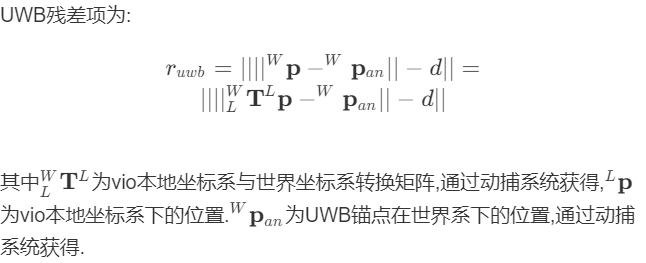 UWB残差项为:
r_{uwb} = ||||^W p –^W p_{an}|| – d|| =
||||^W_L T^L p –^W p_{an}|| – d||
其中^W_L T^L为vio本地坐标系与世界坐标系转换矩阵,通过动捕系统获得,^L p
为vio本地坐标系下的位置.^W p_{an}为UWB锚点在世界系下的位置,通过动捕
系统获得.